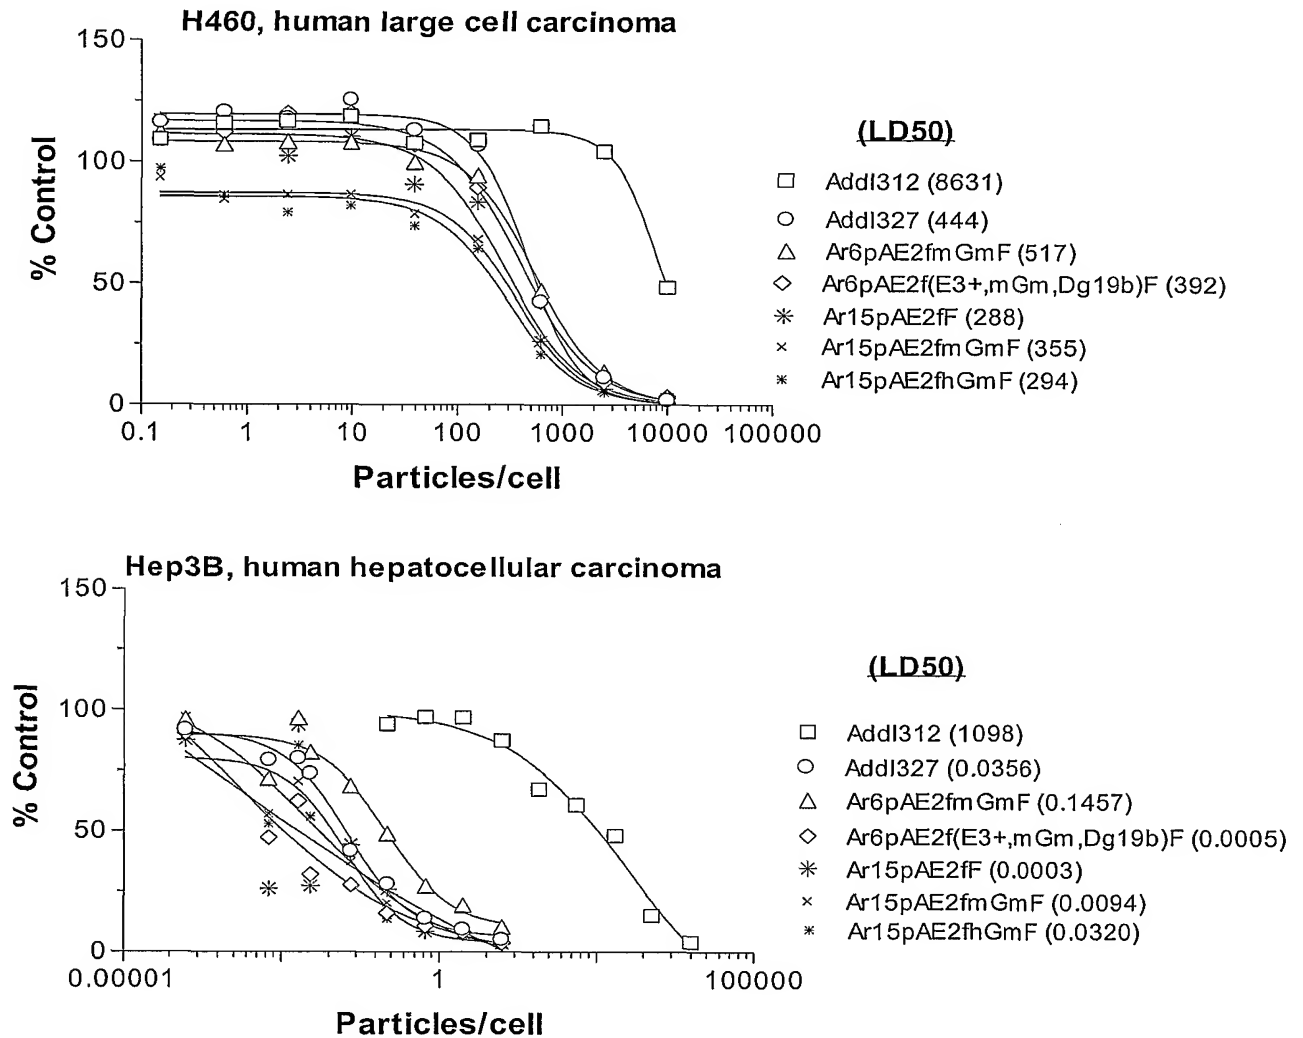 H460, human large cell carcinoma
150
100
50
0
% Control
0.1
1
10
100
1000
10000
100000
Particles/cell
(LD50)
Addl312 (8631)
Addl327 (444)
Ar6pAE2fmGmF (517)
Ar6pAE2f(E3+,mGm,Dg19b)F (392)
Ar15pAE2fF (288)
Ar15pAE2fmGmF (355)
Ar15pAE2fhGmF (294)
Hep3B, human hepatocellular carcinoma
150
100
50
0
% Control
0.00001
1
100000
Particles/cell
(LD50)
Addl312 (1098)
Addl327 (0.0356)
Ar6pAE2fmGmF (0.1457)
Ar6pAE2f(E3+,mGm,Dg19b)F (0.0005)
Ar15pAE2fF (0.0003)
Ar15pAE2fmGmF (0.0094)
Ar15pAE2fhGmF (0.0320)